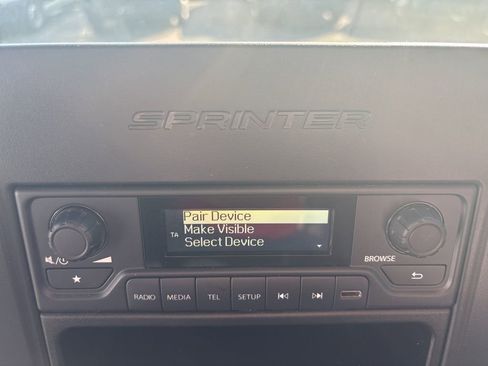 SPRINTER
Pair Device
Make Visible
TA
Select Device
BROWSE
RADIO
MEDIA
TEL
SETUP